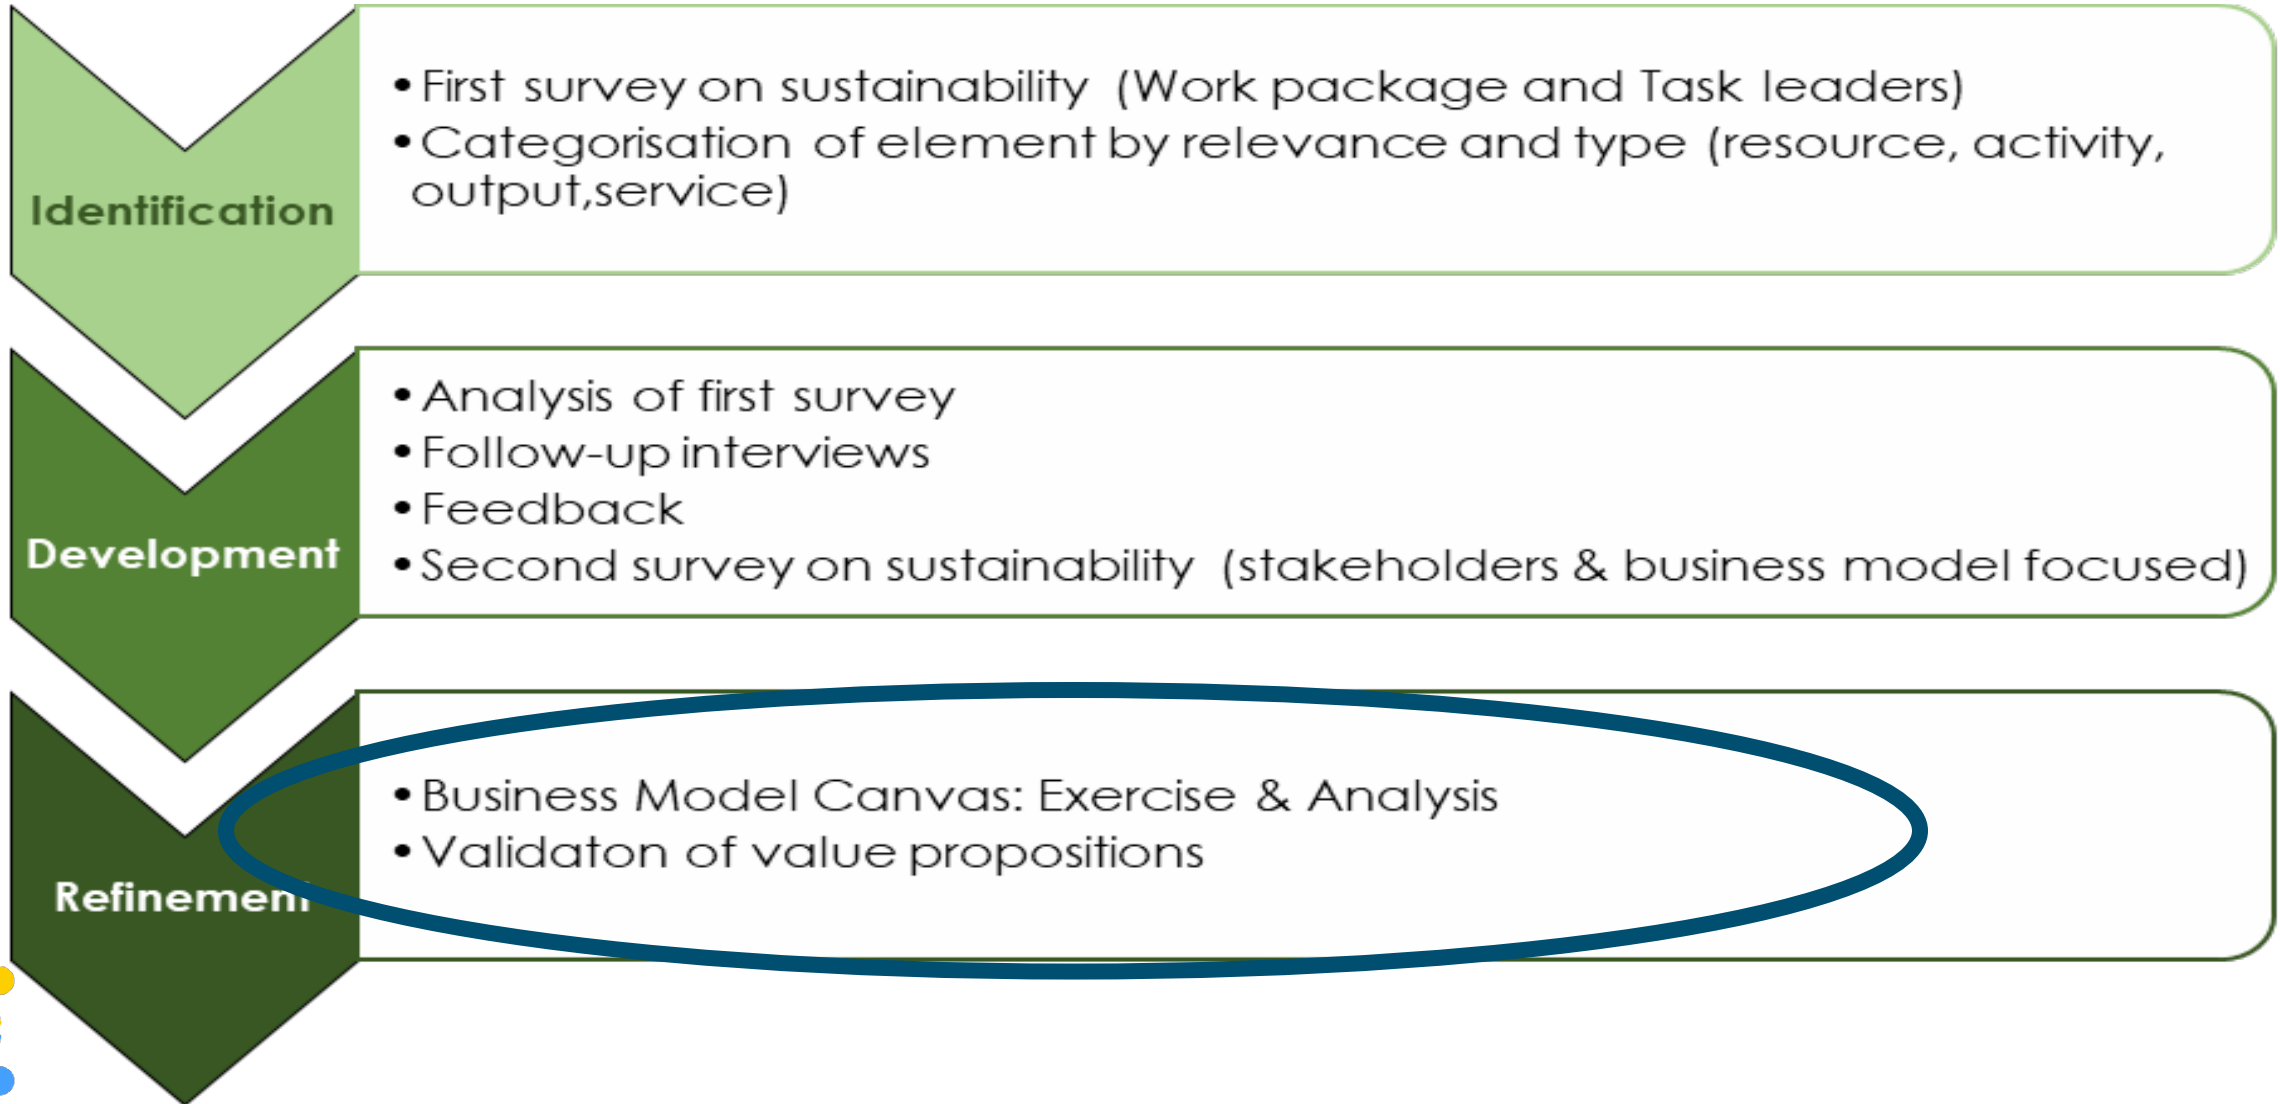 Identification
•First survey on sustainability (Work package and Task leaders)
•Categorisation of element by relevance and type (resource, activity,
output,service)
Development
•Analysis of first survey
•Follow-up interviews
•Feedback
•Second survey on sustainability (stakeholders & business model focused)
Refinement
•Business Model Canvas: Exercise & Analysis
•Validaton of value propositions